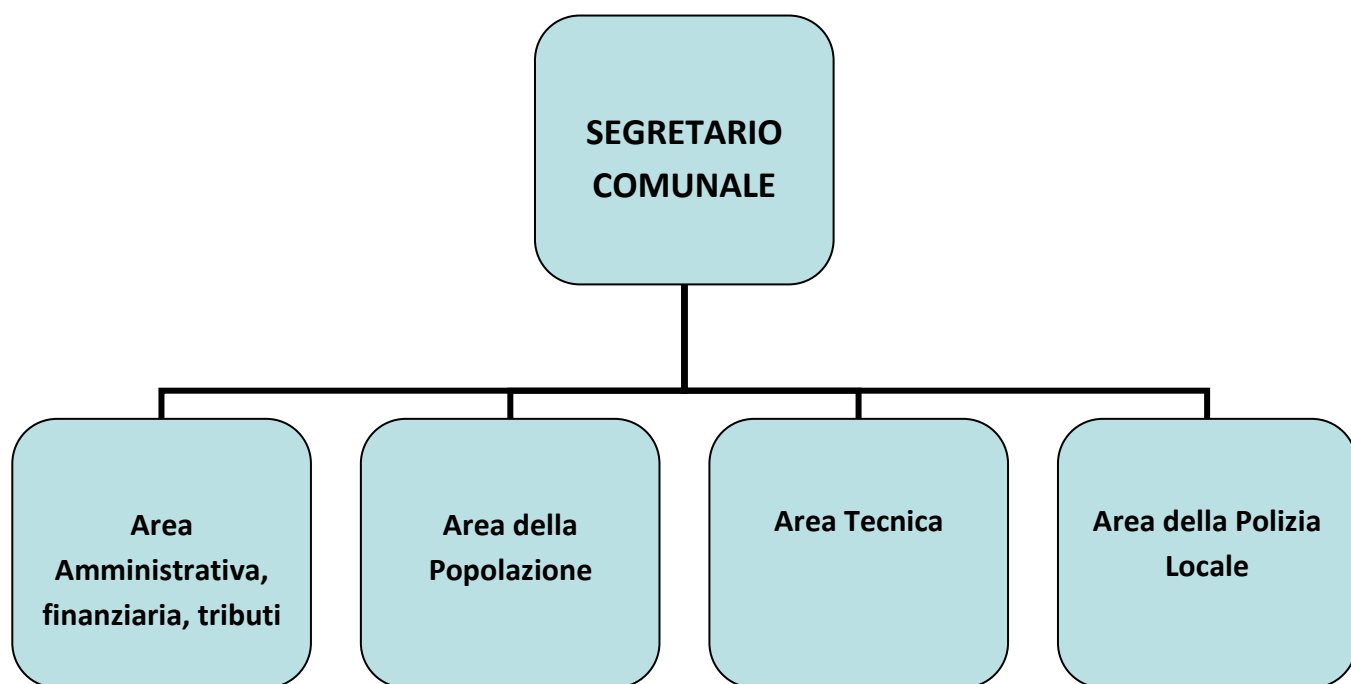 SEGRETARIO
COMUNALE
Area
Amministrativa,
finanziaria, tributi
Area della
Popolazione
Area Tecnica
Area della Polizia
Locale